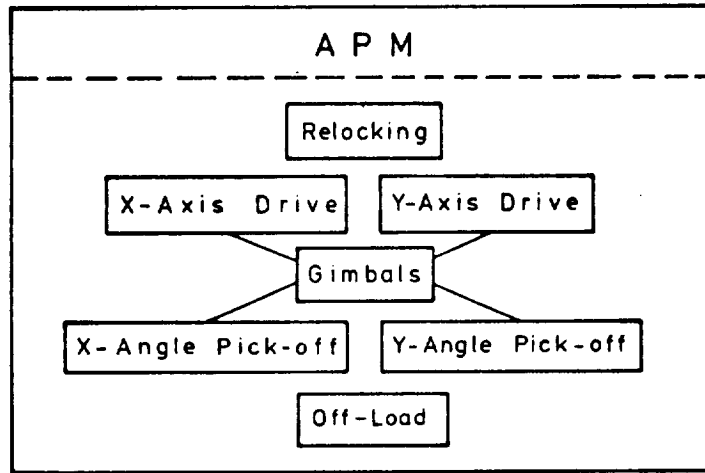 APM
Relocking
X-Axis Drive
Y-Axis Drive
Gimbals
X-Angle Pick-off
Y-Angle Pick-off
Off-Load